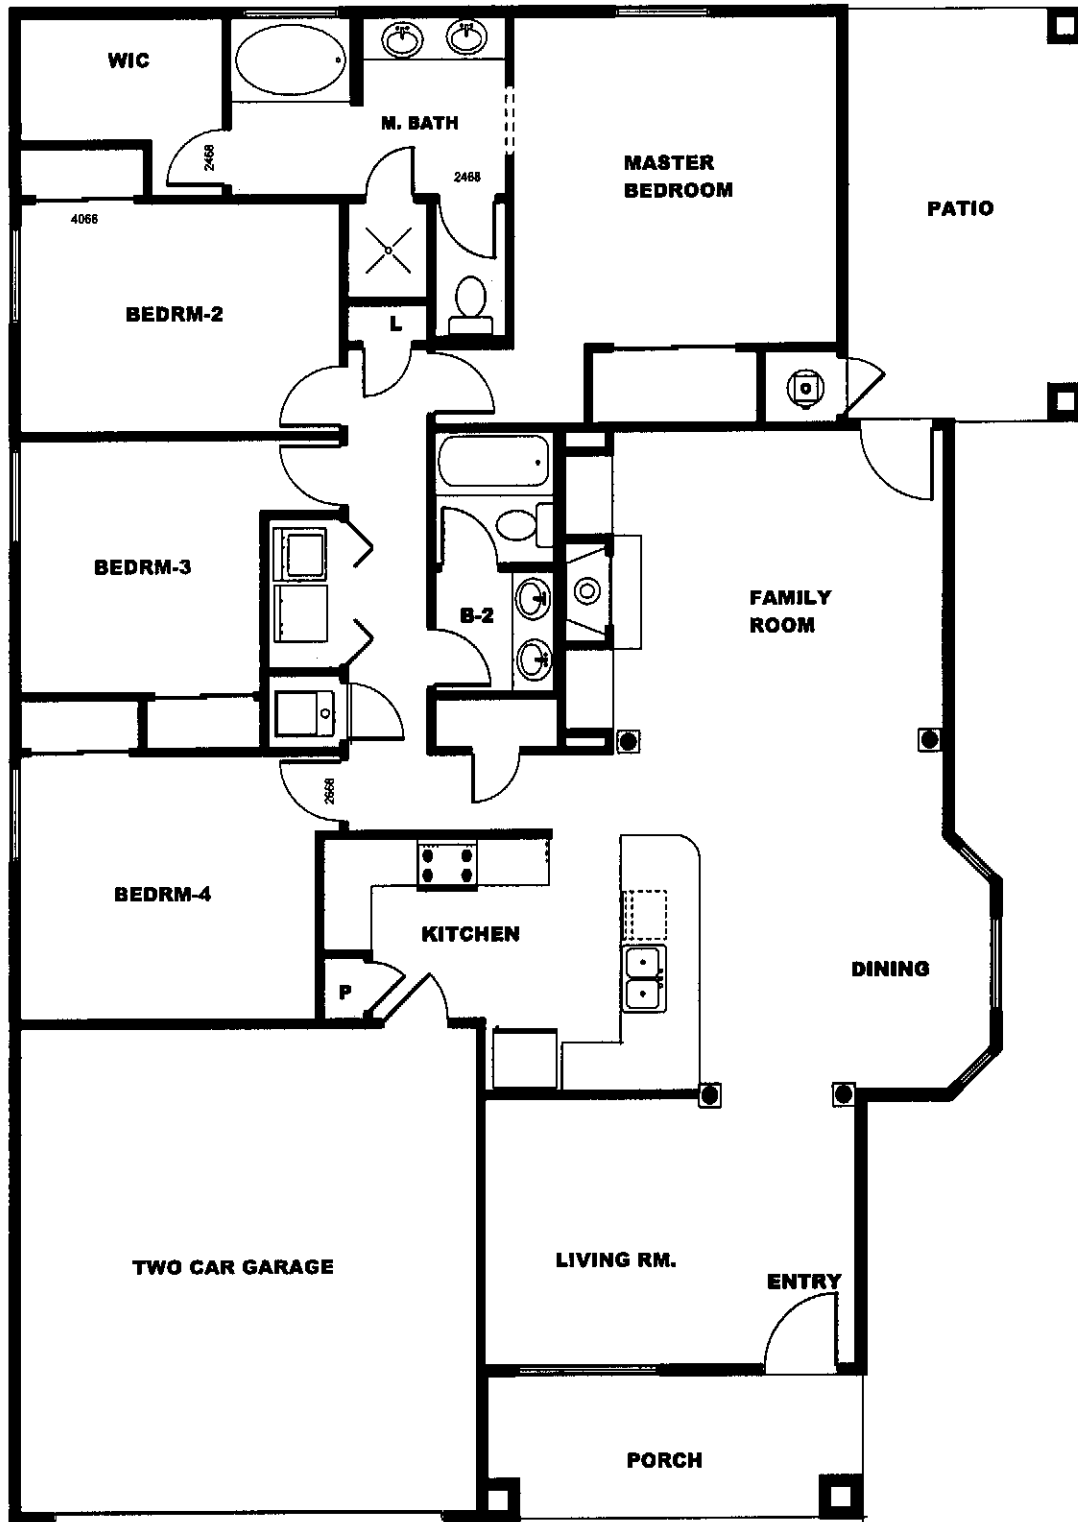 WIC
M. BATH
2468
2468
MASTER
BEDROOM
PATIO
4066
BEDRM-2
L
BEDRM-3
B-2
FAMILY
ROOM
2668
BEDRM-4
KITCHEN
DINING
P
TWO CAR GARAGE
LIVING RM.
ENTRY
PORCH